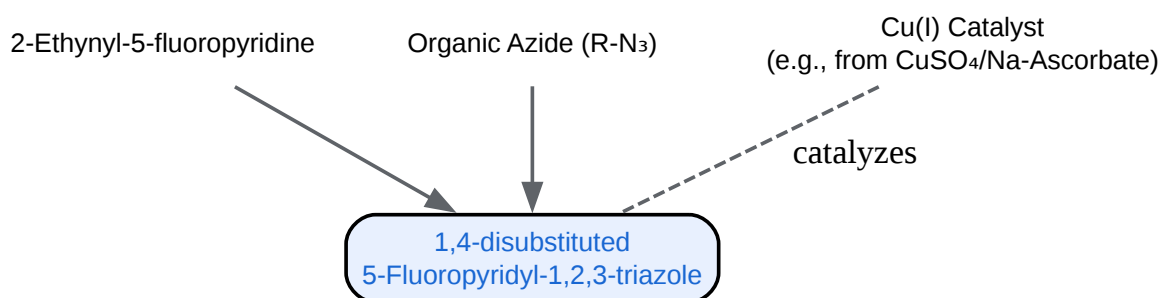 2-Ethynyl-5-fluoropyridine
Organic Azide (R-N₃)
Cu(I) Catalyst
(e.g., from CuSO₄/Na-Ascorbate)
catalyzes
1,4-disubstituted
5-Fluoropyridyl-1,2,3-triazole